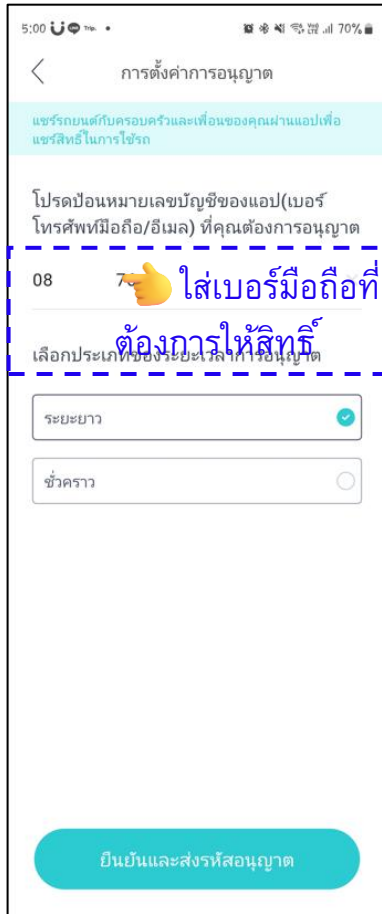 5:00
70%
การตั้งค่าการอนุญาต
แชร์รถยนต์กับครอบครัวและเพื่อนของคุณผ่านแอปเพื่อ
แชร์สิทธิ์ในการใช้รถ
โปรดป้อนหมายเลขบัญชีของแอป(เบอร์
โทรศัพท์มือถือ/อีเมล) ที่คุณต้องการอนุญาต
08
ใส่เบอร์มือถือที่
ต้องการให้สิทธิ์
เลือกประเภทของระยะเวลาการอนุญาต
ระยะยาว
ชั่วคราว
ยืนยันและส่งรหัสอนุญาต